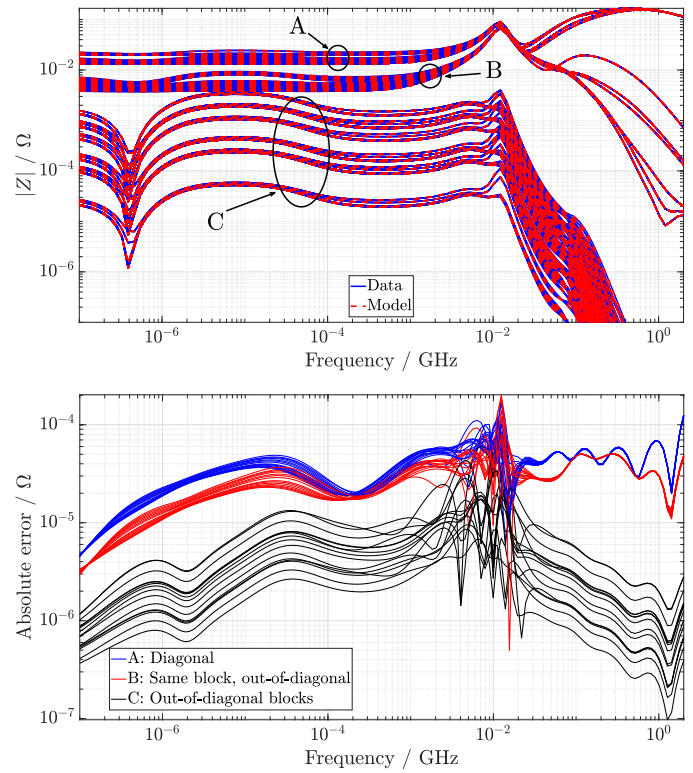 A
B
C
10^-2
10^-4
10^-6
|Z| / Ω
Data
Model
10^-6
10^-4
10^-2
10^0
Frequency / GHz
10^-4
10^-5
10^-6
10^-7
Absolute error / Ω
A: Diagonal
B: Same block, out-of-diagonal
C: Out-of-diagonal blocks
10^-6
10^-4
10^-2
10^0
Frequency / GHz